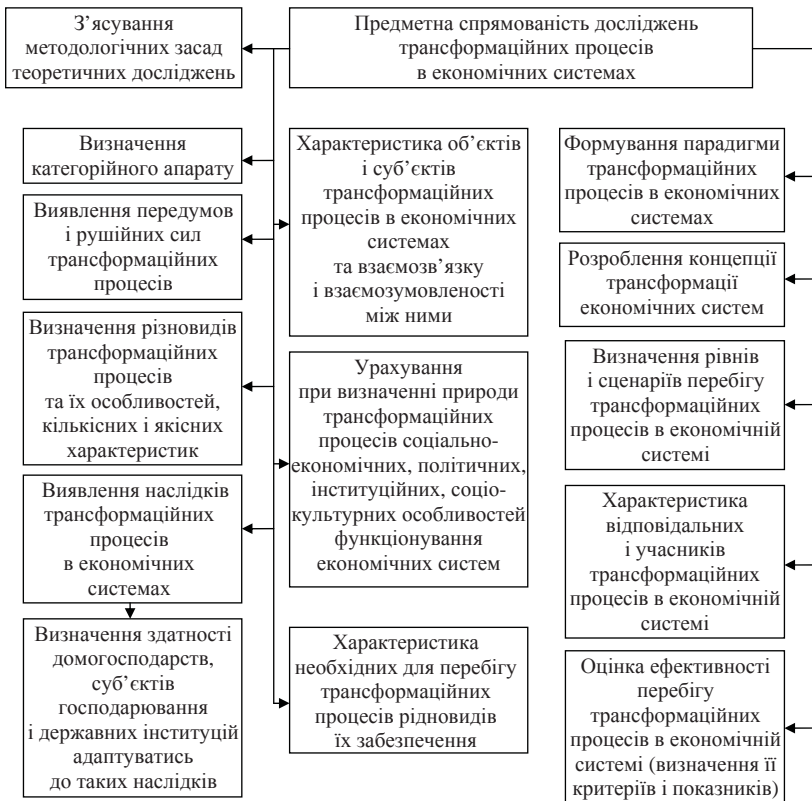 З’ясування
методологічних засад
теоретичних досліджень
Предметна спрямованість досліджень
трансформаційних процесів
в економічних системах
Визначення
категорійного апарату
Виявлення передумов
і рушійних сил
трансформаційних
процесів
Визначення різновидів
трансформаційних
процесів
та їх особливостей,
кількісних і якісних
характеристик
Виявлення наслідків
трансформаційних
процесів
в економічних
системах
Визначення здатності
домогосподарств,
суб’єктів
господарювання
і державних інституцій
адаптуватись
до таких наслідків
Характеристика об’єктів
і суб’єктів
трансформаційних
процесів в економічних
системах
та взаємозв’язку
і взаємозумовленості
між ними
Урахування
при визначенні природи
трансформаційних
процесів соціально-
економічних, політичних,
інституційних, соціо-
культурних особливостей
функціонування
економічних систем
Характеристика
необхідних для перебігу
трансформаційних
процесів рідновидів
їх забезпечення
Формування парадигми
трансформаційних
процесів в економічних
системах
Розроблення концепції
трансформації
економічних систем
Визначення рівнів
і сценаріїв перебігу
трансформаційних
процесів в економічній
системі
Характеристика
відповідальних
і учасників
трансформаційних
процесів в економічній
системі
Оцінка ефективності
перебігу
трансформаційних
процесів в економічній
системі (визначення її
критеріїв і показників)